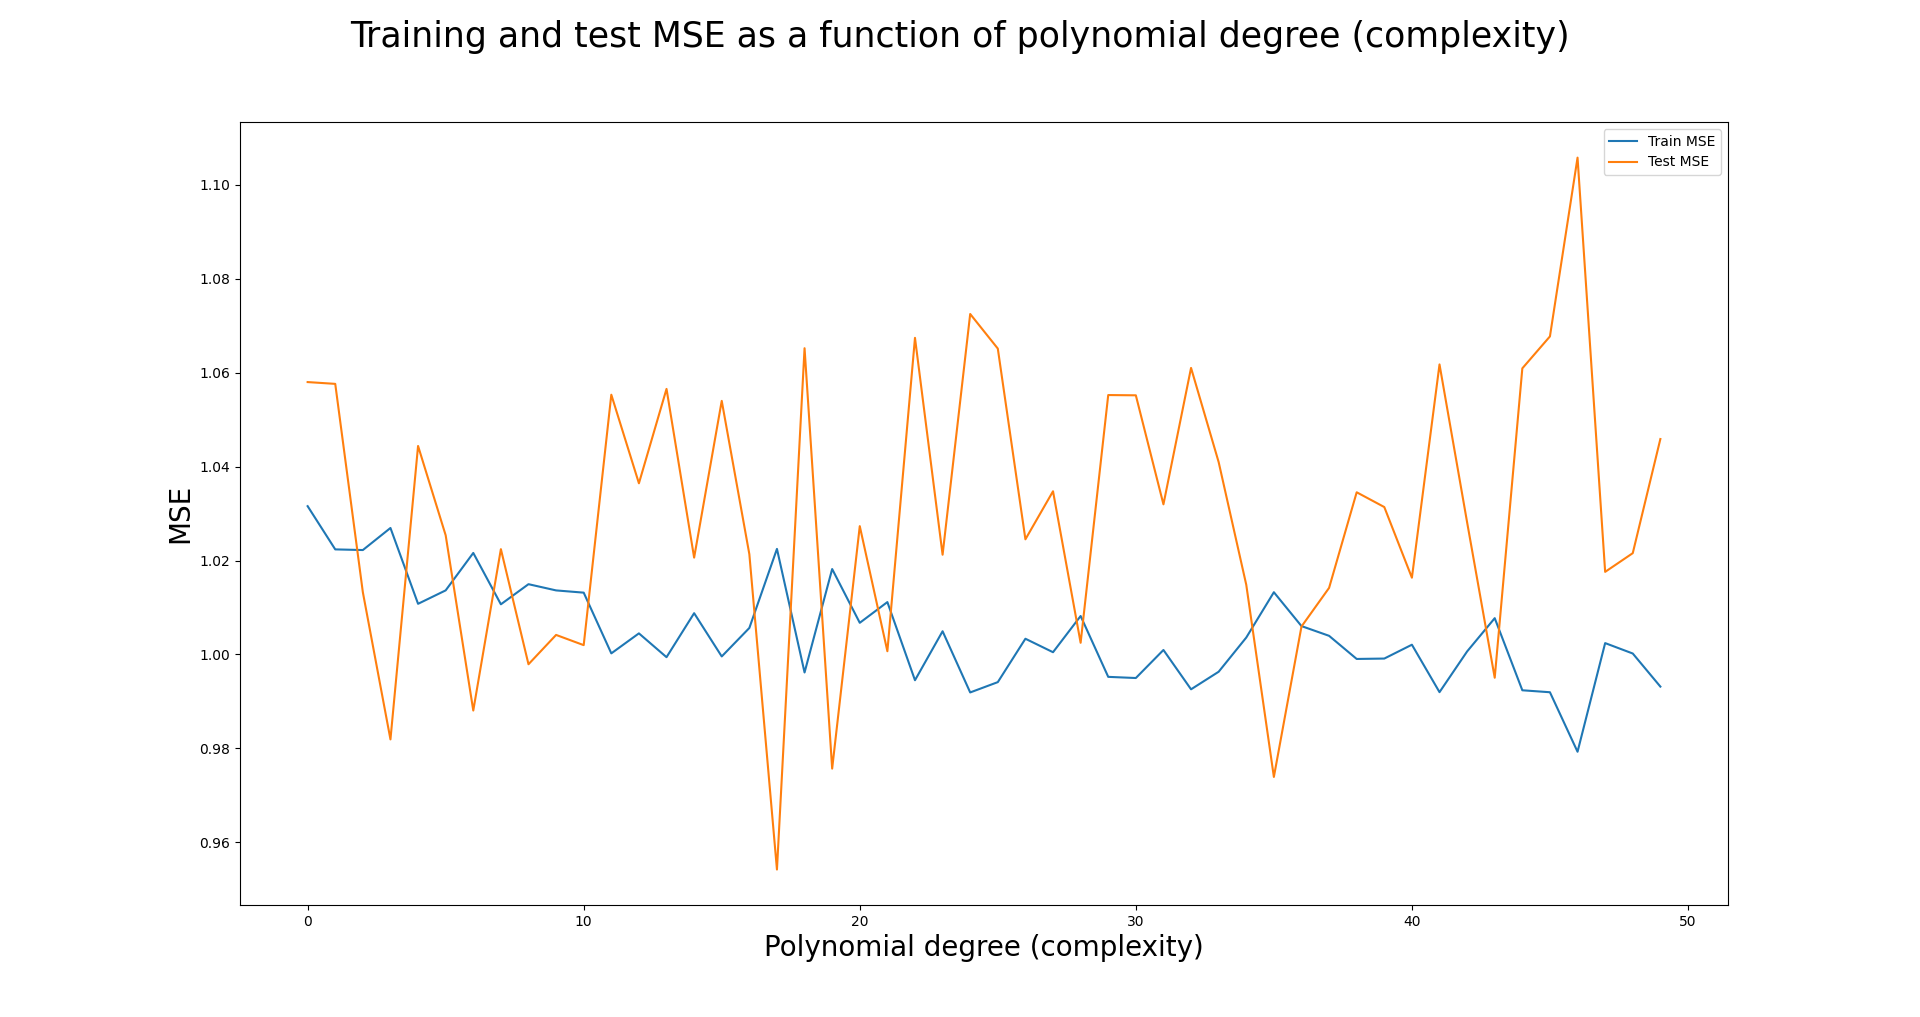 Training and test MSE as a function of polynomial degree (complexity)
Train MSE
Test MSE
1.10
1.08
1.06
1.04
1.02
1.00
0.98
0.96
MSE
0 10 20 30 40 50
Polynomial degree (complexity)